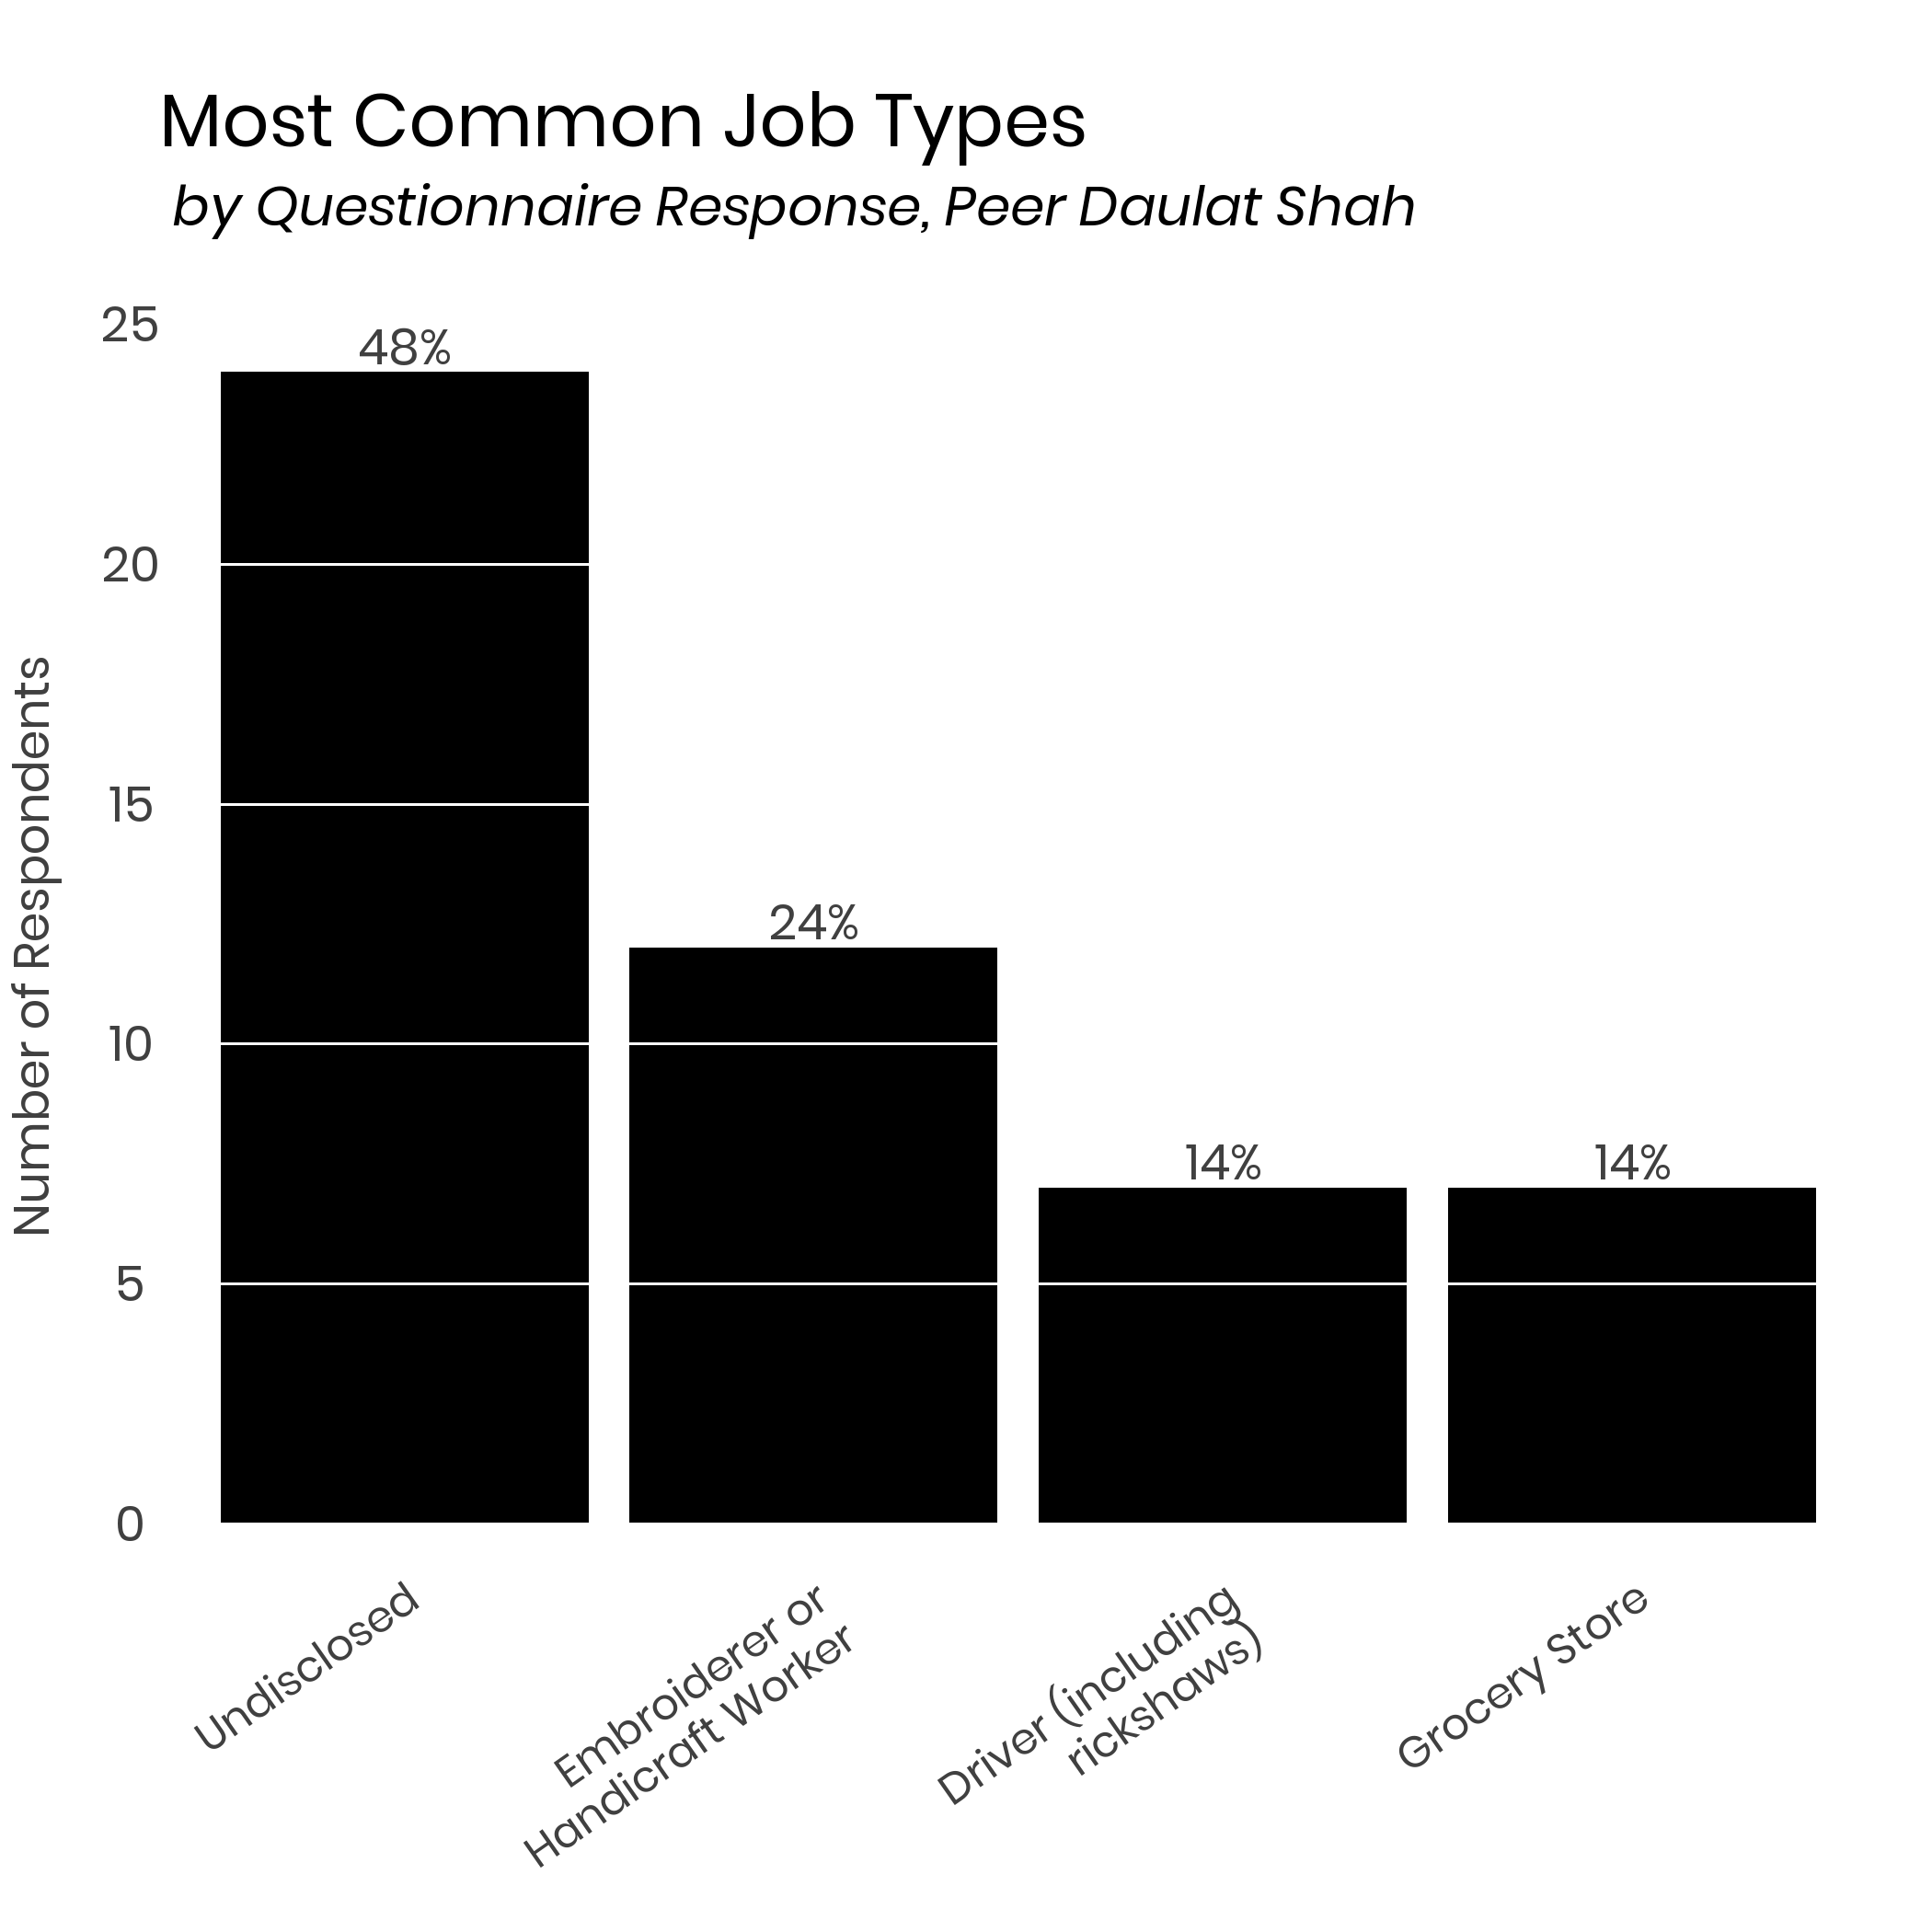 Most Common Job Types
by Questionnaire Response, Peer Daulat Shah
Number of Respondents
25
20
15
10
5
0
48%
24%
14%
14%
Undisclosed
Embroiderer or
Handicraft Worker
Driver (including
rickshaws)
Grocery Store